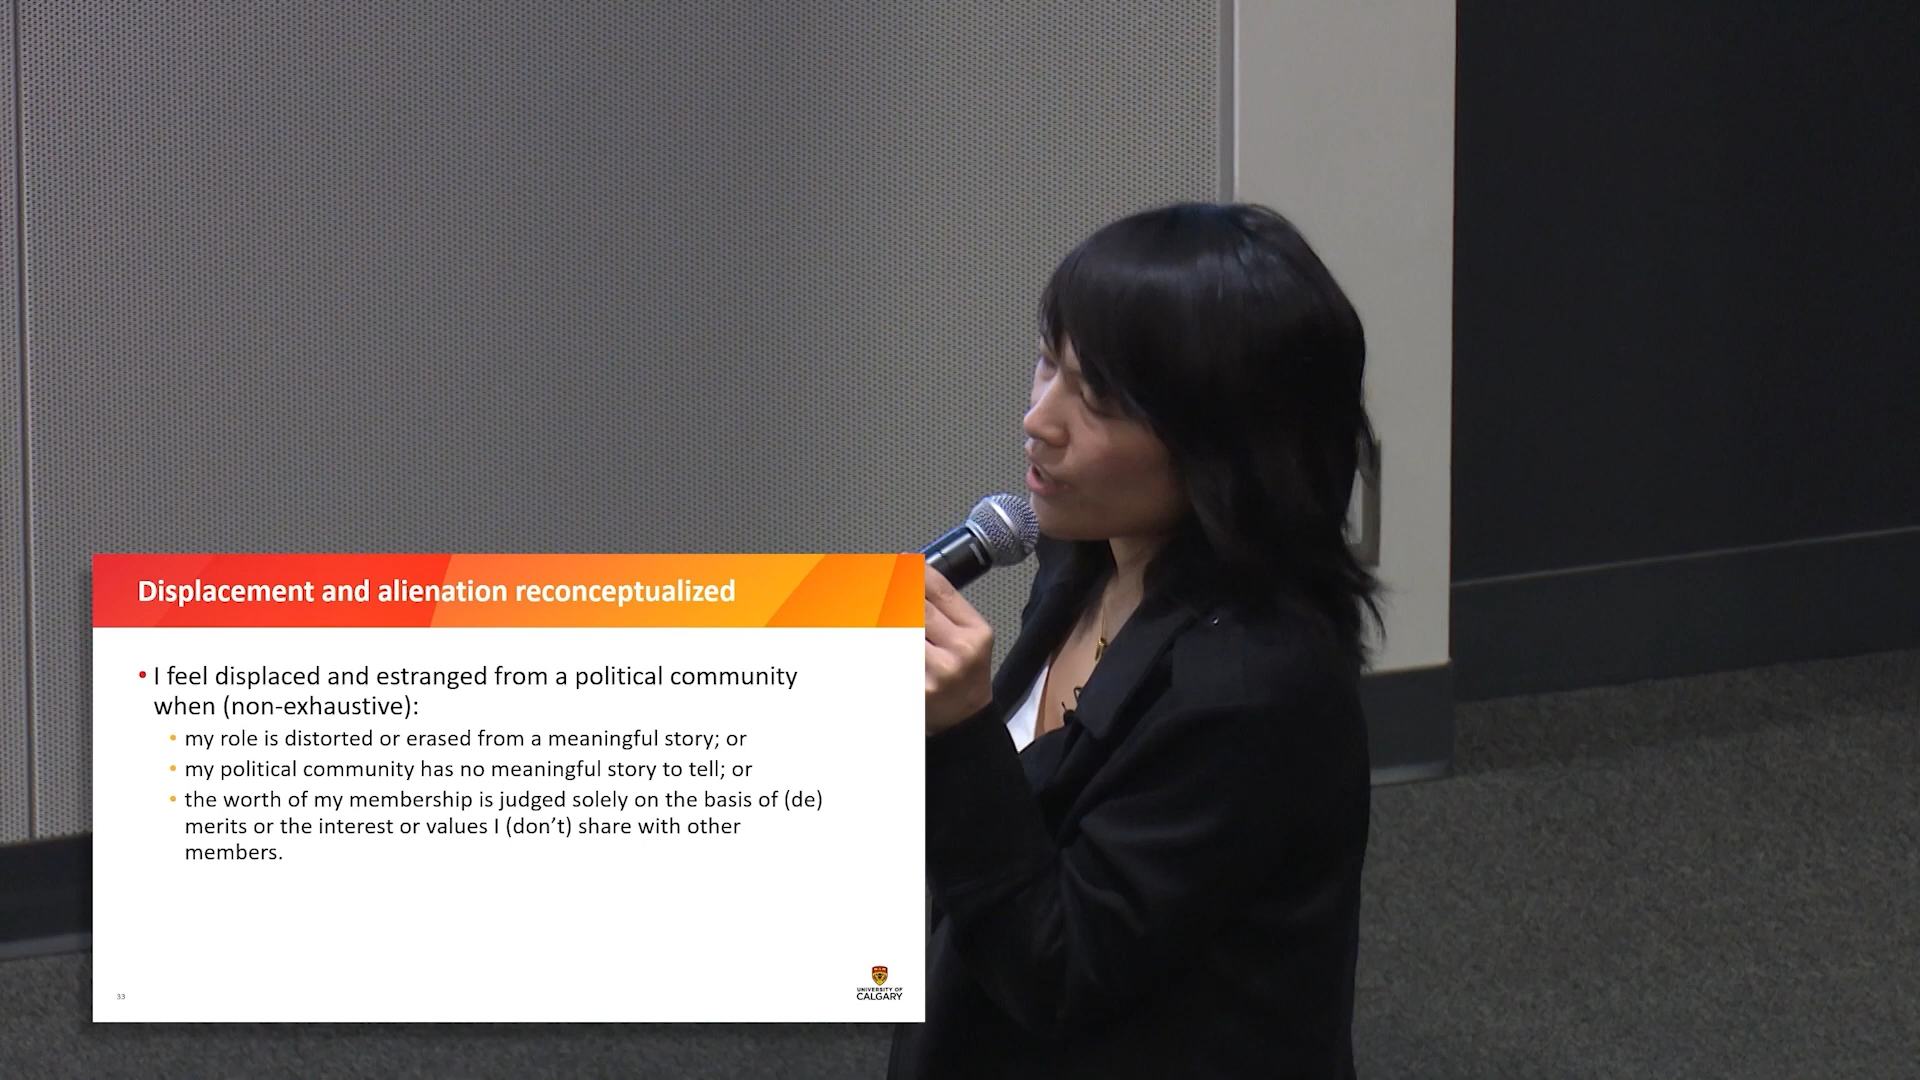 Displacement and alienation reconceptualized
• I feel displaced and estranged from a political community
when (non-exhaustive):
• my role is distorted or erased from a meaningful story; or
• my political community has no meaningful story to tell; or
• the worth of my membership is judged solely on the basis of (de)
merits or the interest or values I (don’t) share with other
members.
33
UNIVERSITY OF
CALGARY